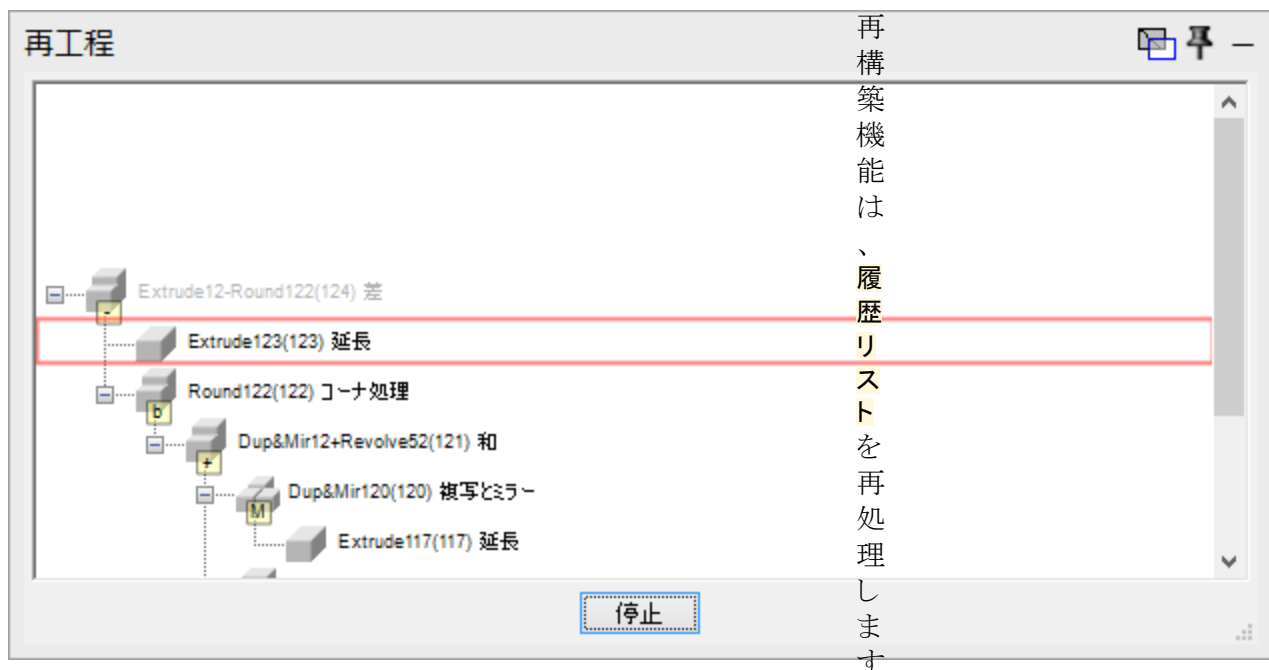 再工程
再構築機能は、履歴リストを再処理します
Extrude12-Round122(124) 差
Extrude123(123) 延長
Round122(122) コーナ処理
Dup&Mir12+Revolve52(121) 和
Dup&Mir120(120) 複写とミラー
Extrude117(117) 延長
-
b
+
M
停止